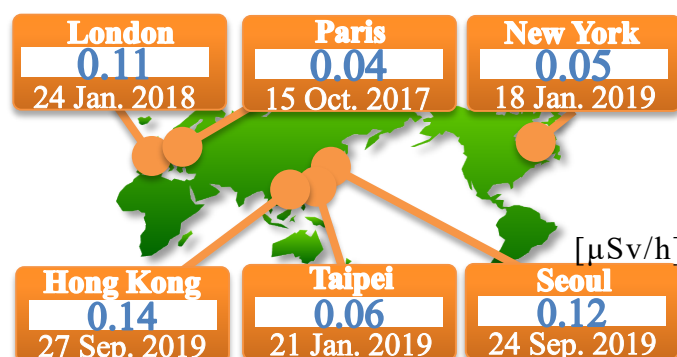 London
0.11
24 Jan. 2018
Paris
0.04
15 Oct. 2017
New York
0.05
18 Jan. 2019
[μSv/h]
Hong Kong
0.14
27 Sep. 2019
Taipei
0.06
21 Jan. 2019
Seoul
0.12
24 Sep. 2019